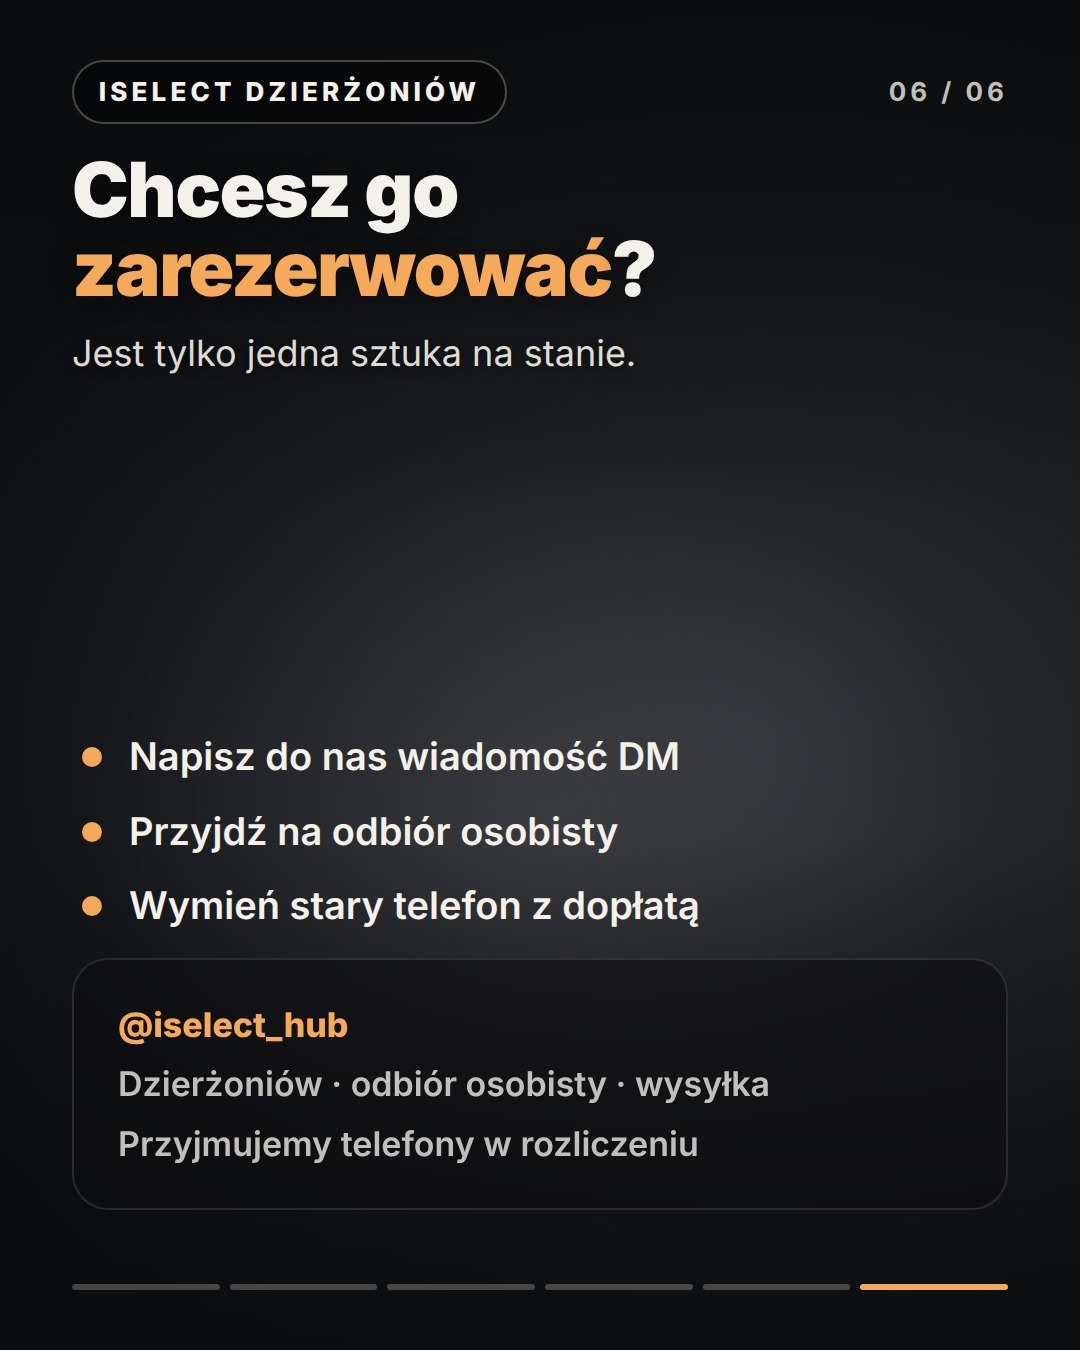 ISELECT DZIERŻONIÓW
06 / 06
Chcesz go
zarezerwować?
Jest tylko jedna sztuka na stanie.
Napisz do nas wiadomość DM
Przyjdź na odbiór osobisty
Wymień stary telefon z dopłatą
@iselect_hub
Dzierżoniów · odbiór osobisty · wysyłka
Przyjmujemy telefony w rozliczeniu